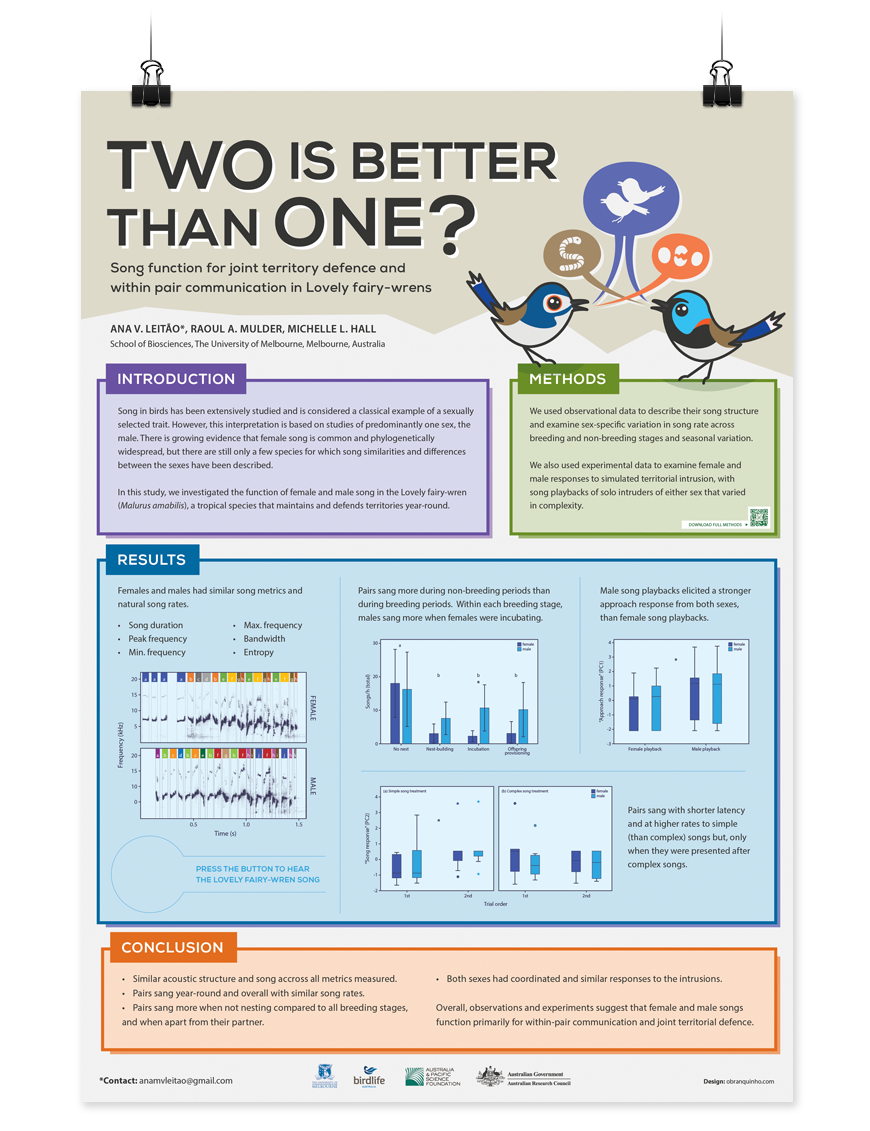 TWO IS BETTER
THAN ONE?
Song function for joint territory defence and
within pair communication in Lovely fairy-wrens
ANA V. LEITÃO*, RAOUL A. MULDER, MICHELLE L. HALL
School of Biosciences, The University of Melbourne, Melbourne, Australia
INTRODUCTION
Song in birds has been extensively studied and is considered a classical example of a sexually
selected trait. However, this interpretation is based on studies of predominantly one sex, the
male. There is growing evidence that female song is common and phylogenetically
widespread, but there are still only a few species for which song similarities and differences
between the sexes have been described.
In this study, we investigated the function of female and male song in the Lovely fairy-wren
(Malurus amabilis), a tropical species that maintains and defends territories year-round.
METHODS
We used observational data to describe their song structure
and examine sex-specific variation in song rate across
breeding and non-breeding stages and seasonal variation.
We also used experimental data to examine female and
male responses to simulated territorial intrusion, with
song playbacks of solo intruders of either sex that varied
in complexity.
DOWNLOAD FULL METHODS
RESULTS
Females and males had similar song metrics and
natural song rates.
• Song duration
• Peak frequency
• Min. frequency
• Max. frequency
• Bandwidth
• Entropy
Frequency (kHz)
20
15
10
5
FEMALE
20
15
10
0
MALE
0.5 1.0 1.5
Time (s)
PRESS THE BUTTON TO HEAR
THE LOVELY FAIRY-WREN SONG
Pairs sang more during non-breeding periods than
during breeding periods. Within each breeding stage,
males sang more when females were incubating.
Songs/h (total)
30
20
10
0
a
b
b
b
female
male
No nest Nest-building Incubation Offspring
provisioning
Male song playbacks elicited a stronger
approach response from both sexes,
than female song playbacks.
"Approach response" (PC1)
4
3
2
1
0
-1
-2
-3
female
male
Female playback Male playback
"Song response" (PC2)
4
3
2
1
0
-1
-2
(a) Simple song treatment
(b) Complex song treatment
female
male
1st 2nd 1st 2nd
Trial order
Pairs sang with shorter latency
and at higher rates to simple
(than complex) songs but, only
when they were presented after
complex songs.
CONCLUSION
• Similar acoustic structure and song accross all metrics measured.
• Pairs sang year-round and overall with similar song rates.
• Pairs sang more when not nesting compared to all breeding stages,
and when apart from their partner.
• Both sexes had coordinated and similar responses to the intrusions.
Overall, observations and experiments suggest that female and male songs
function primarily for within-pair communication and joint territorial defence.
*Contact: anamvleitao@gmail.com
THE UNIVERSITY OF
MELBOURNE
birdlife
AUSTRALIA
AUSTRALIA
& PACIFIC
SCIENCE
FOUNDATION
Australian Government
Australian Research Council
Design: obranquinho.com